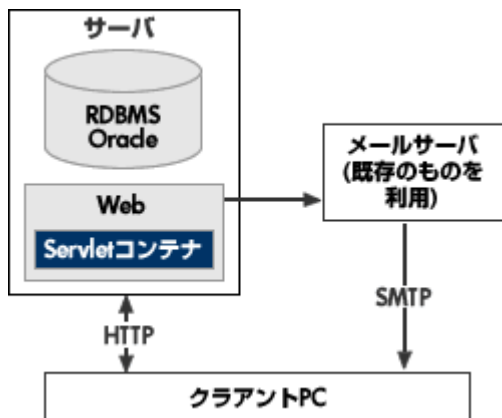 サーバ
RDBMS
Oracle
Web
Servletコンテナ
メールサーバ
(既存のものを
利用)
HTTP
SMTP
クラアントPC